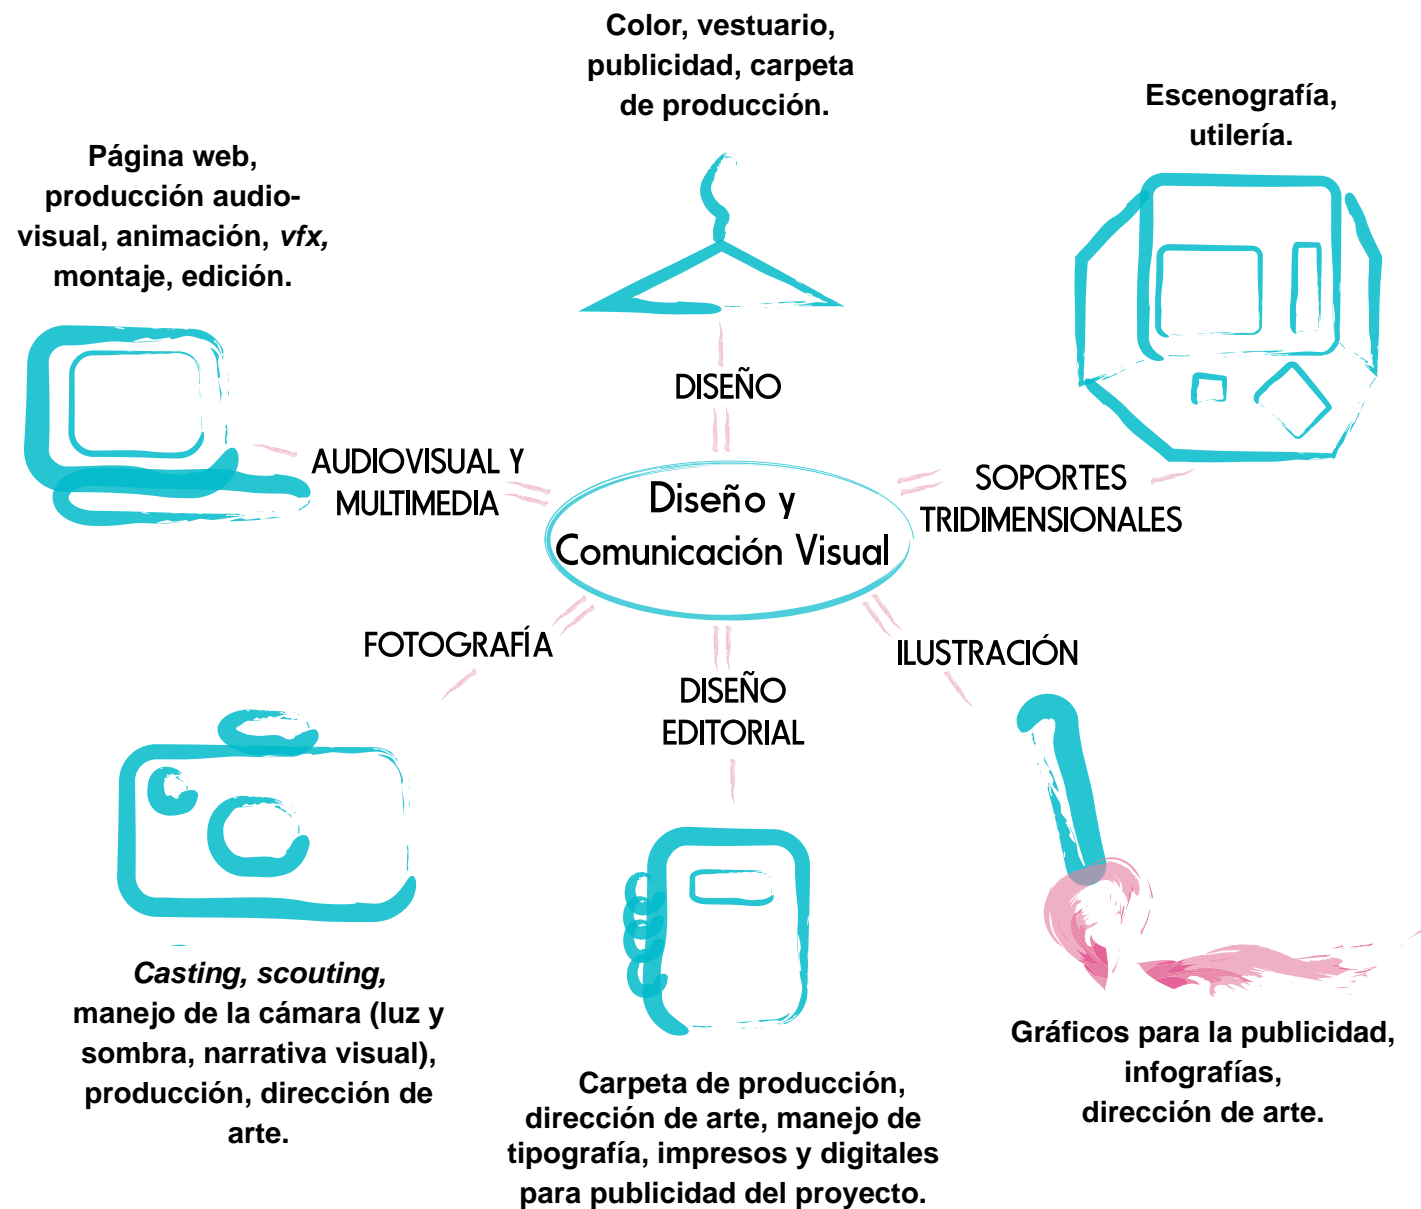 Color, vestuario,
publicidad, carpeta
de producción.
Escenografía,
utilería.
Página web,
producción audio-
visual, animación, vfx,
montaje, edición.
DISEÑO
AUDIOVISUAL Y
MULTIMEDIA
SOPORTES
TRIDIMENSIONALES
Diseño y
Comunicación Visual
FOTOGRAFÍA
DISEÑO
EDITORIAL
ILUSTRACIÓN
Casting, scouting,
manejo de la cámara (luz y
sombra, narrativa visual),
producción, dirección de
arte.
Carpeta de producción,
dirección de arte, manejo de
tipografía, impresos y digitales
para publicidad del proyecto.
Gráficos para la publicidad,
infografías,
dirección de arte.